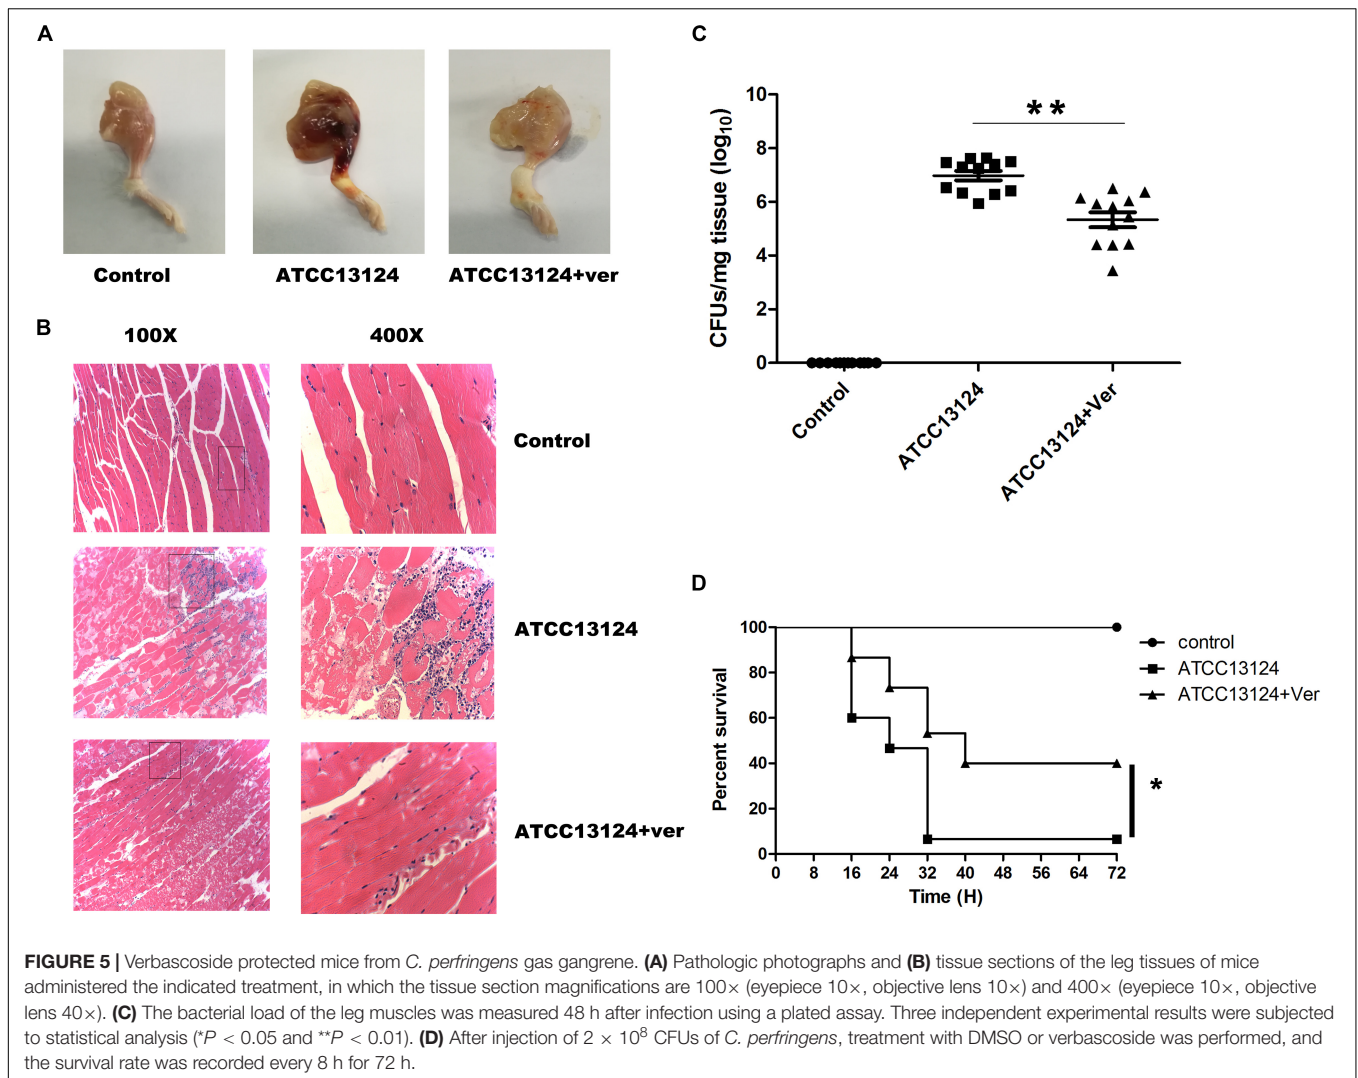 A
Control
ATCC13124
ATCC13124+ver
B
100X
400X
Control
ATCC13124
ATCC13124+ver
C
CFUs/mg tissue (log10)
10
8
6
4
2
0
**
Control
ATCC13124
ATCC13124+Ver
D
Percent survival
100
80
60
40
20
0
0 8 16 24 32 40 48 56 64 72
Time (H)
control
ATCC13124
ATCC13124+Ver
*
FIGURE 5 | Verbascoside protected mice from C. perfringens gas gangrene. (A) Pathologic photographs and (B) tissue sections of the leg tissues of mice
administered the indicated treatment, in which the tissue section magnifications are 100× (eyepiece 10×, objective lens 10×) and 400× (eyepiece 10×, objective
lens 40×). (C) The bacterial load of the leg muscles was measured 48 h after infection using a plated assay. Three independent experimental results were subjected
to statistical analysis (*P < 0.05 and **P < 0.01). (D) After injection of 2 × 10⁸ CFUs of C. perfringens, treatment with DMSO or verbascoside was performed, and
the survival rate was recorded every 8 h for 72 h.